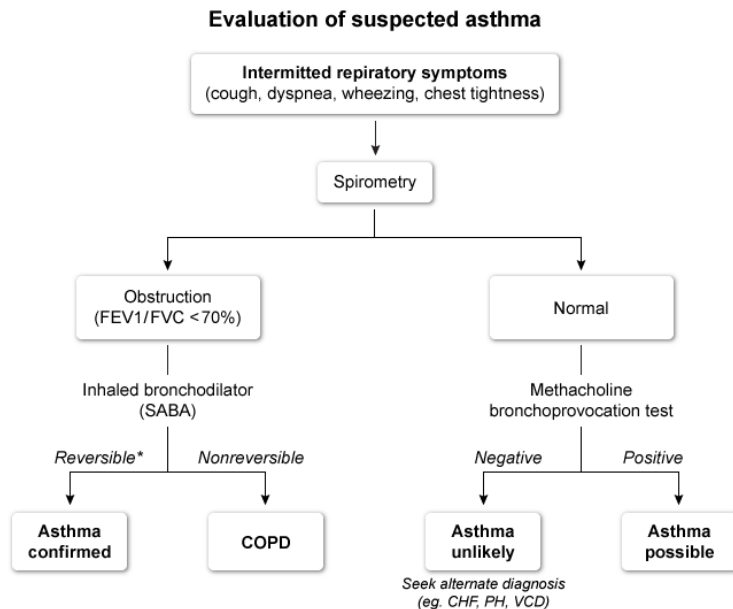 Evaluation of suspected asthma
Intermitted repiratory symptoms
(cough, dyspnea, wheezing, chest tightness)
Spirometry
Obstruction
(FEV1/FVC <70%)
Normal
Inhaled bronchodilator
(SABA)
Methacholine
bronchoprovocation test
Reversible*
Nonreversible
Negative
Positive
Asthma
confirmed
COPD
Asthma
unlikely
Asthma
possible
Seek alternate diagnosis
(eg. CHF, PH, VCD)